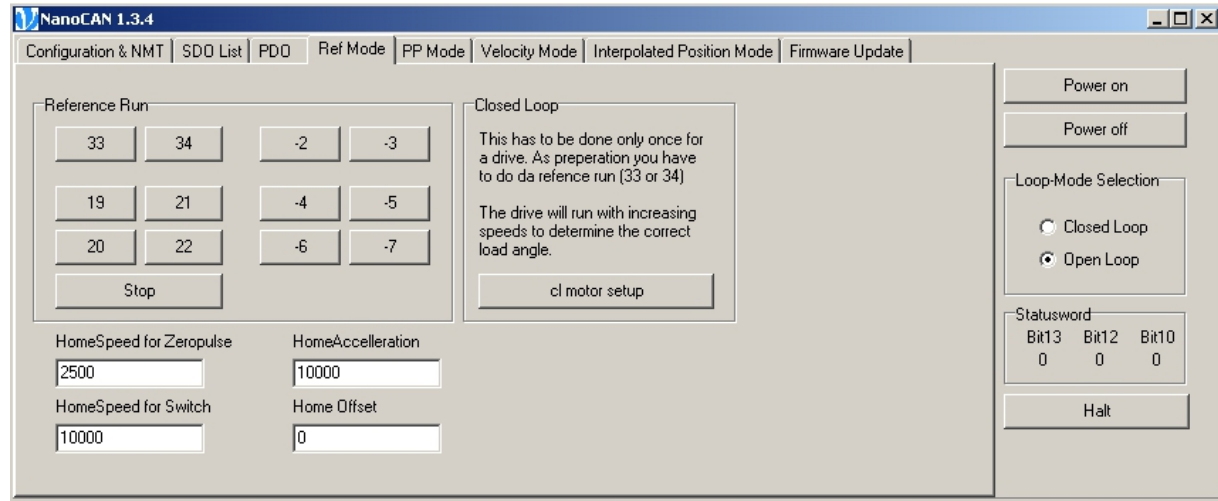 NanoCAN 1.3.4
Configuration & NMT SDO List PDO Ref Mode PP Mode Velocity Mode Interpolated Position Mode Firmware Update
Reference Run
33 34 -2 -3
19 21 -4 -5
20 22 -6 -7
Stop
HomeSpeed for Zeropulse HomeAccelleration
2500 10000
HomeSpeed for Switch Home Offset
10000 0
Closed Loop
This has to be done only once for
a drive. As preperation you have
to do da refence run (33 or 34)
The drive will run with increasing
speeds to determine the correct
load angle.
cl motor setup
Power on
Power off
Loop-Mode Selection
Closed Loop
Open Loop
Statusword
Bit13 Bit12 Bit10
0 0 0
Halt